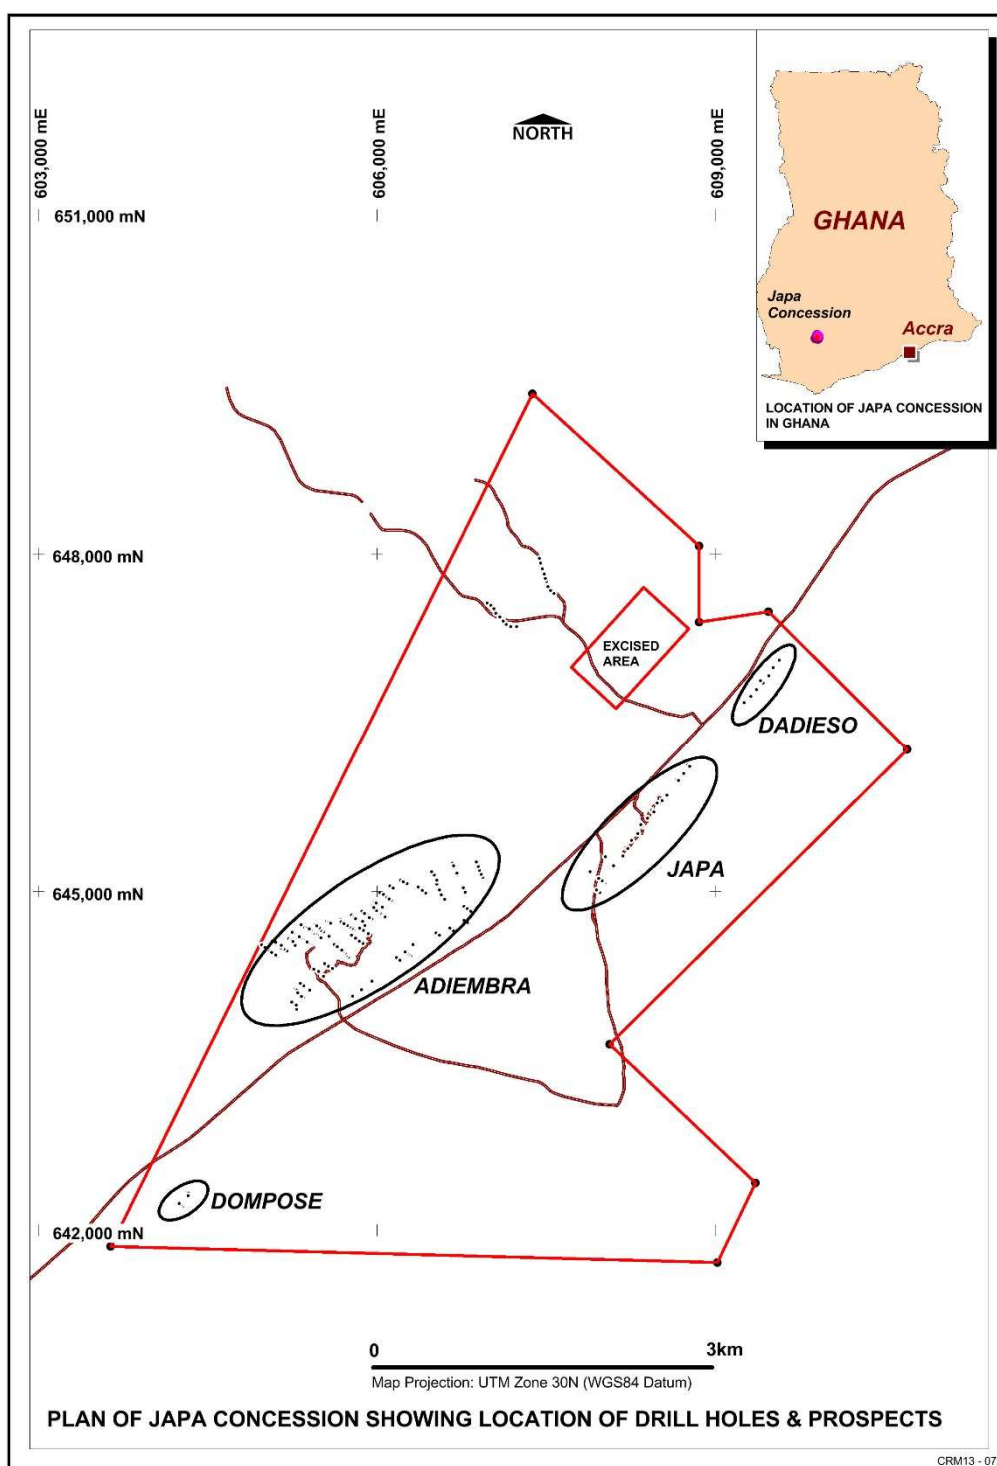 603,000 mE
606,000 mE
609,000 mE
NORTH
651,000 mN
GHANA
Japa
Concession
Accra
LOCATION OF JAPA CONCESSION
IN GHANA
648,000 mN
EXCISED
AREA
DADIESO
JAPA
645,000 mN
ADIEMBRA
DOMPOSE
642,000 mN
0
3km
Map Projection: UTM Zone 30N (WGS84 Datum)
PLAN OF JAPA CONCESSION SHOWING LOCATION OF DRILL HOLES & PROSPECTS
CRM13 - 07